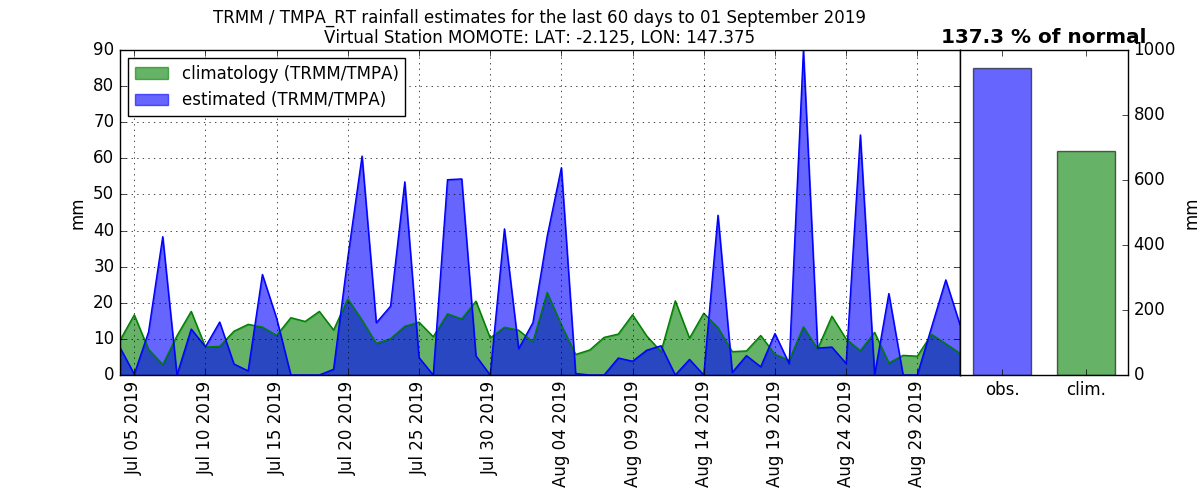 TRMM / TMPA_RT rainfall estimates for the last 60 days to 01 September 2019
Virtual Station MOMOTE: LAT: -2.125, LON: 147.375
137.3 % of normal
climatology (TRMM/TMPA)
estimated (TRMM/TMPA)
mm
90
80
70
60
50
40
30
20
10
0
Jul 05 2019
Jul 10 2019
Jul 15 2019
Jul 20 2019
Jul 25 2019
Jul 30 2019
Aug 04 2019
Aug 09 2019
Aug 14 2019
Aug 19 2019
Aug 24 2019
Aug 29 2019
1000
800
600
400
200
0
mm
obs.
clim.